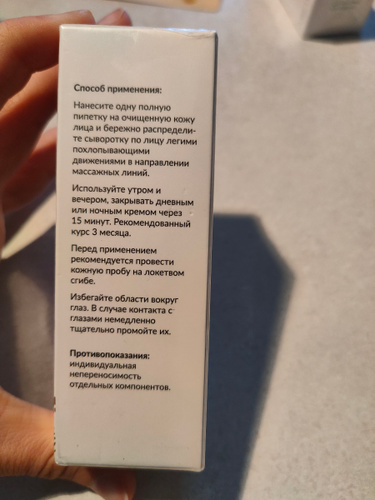 Способ применения:
Нанесите одну полную
пипетку на очищенную кожу
лица и бережно распредели-
те сыворотку по лицу легими
похлопывающими
движениями в направлении
массажных линий.
Используйте утром и
вечером, закрывать дневным
или ночным кремом через
15 минут. Рекомендованный
курс 3 месяца.
Перед применением
рекомендуется провести
кожную пробу на локетвом
сгибе.
Избегайте области вокруг
глаз. В случае контакта с
глазами немедленно
тщательно промойте их.
Противопоказания:
индивидуальная
непереносимость
отдельных компонентов.